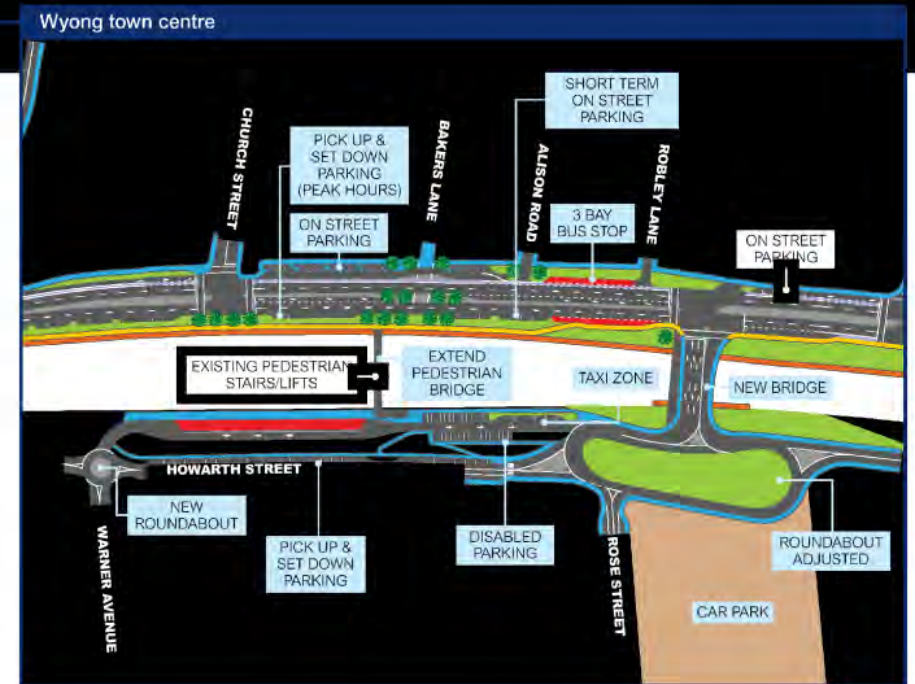 Wyong town centre
CHURCH STREET
PICK UP &
SET DOWN
PARKING
(PEAK HOURS)
ON STREET
PARKING
BAKERS LANE
SHORT TERM
ON STREET
PARKING
ALISON ROAD
3 BAY
BUS STOP
ROBLEY LANE
ON STREET
PARKING
EXISTING PEDESTRIAN
STAIRS/LIFTS
EXTEND
PEDESTRIAN
BRIDGE
TAXI ZONE
NEW BRIDGE
HOWARTH STREET
NEW
ROUNDABOUT
WARNER AVENUE
PICK UP &
SET DOWN
PARKING
DISABLED
PARKING
ROSE STREET
ROUNDABOUT
ADJUSTED
CAR PARK